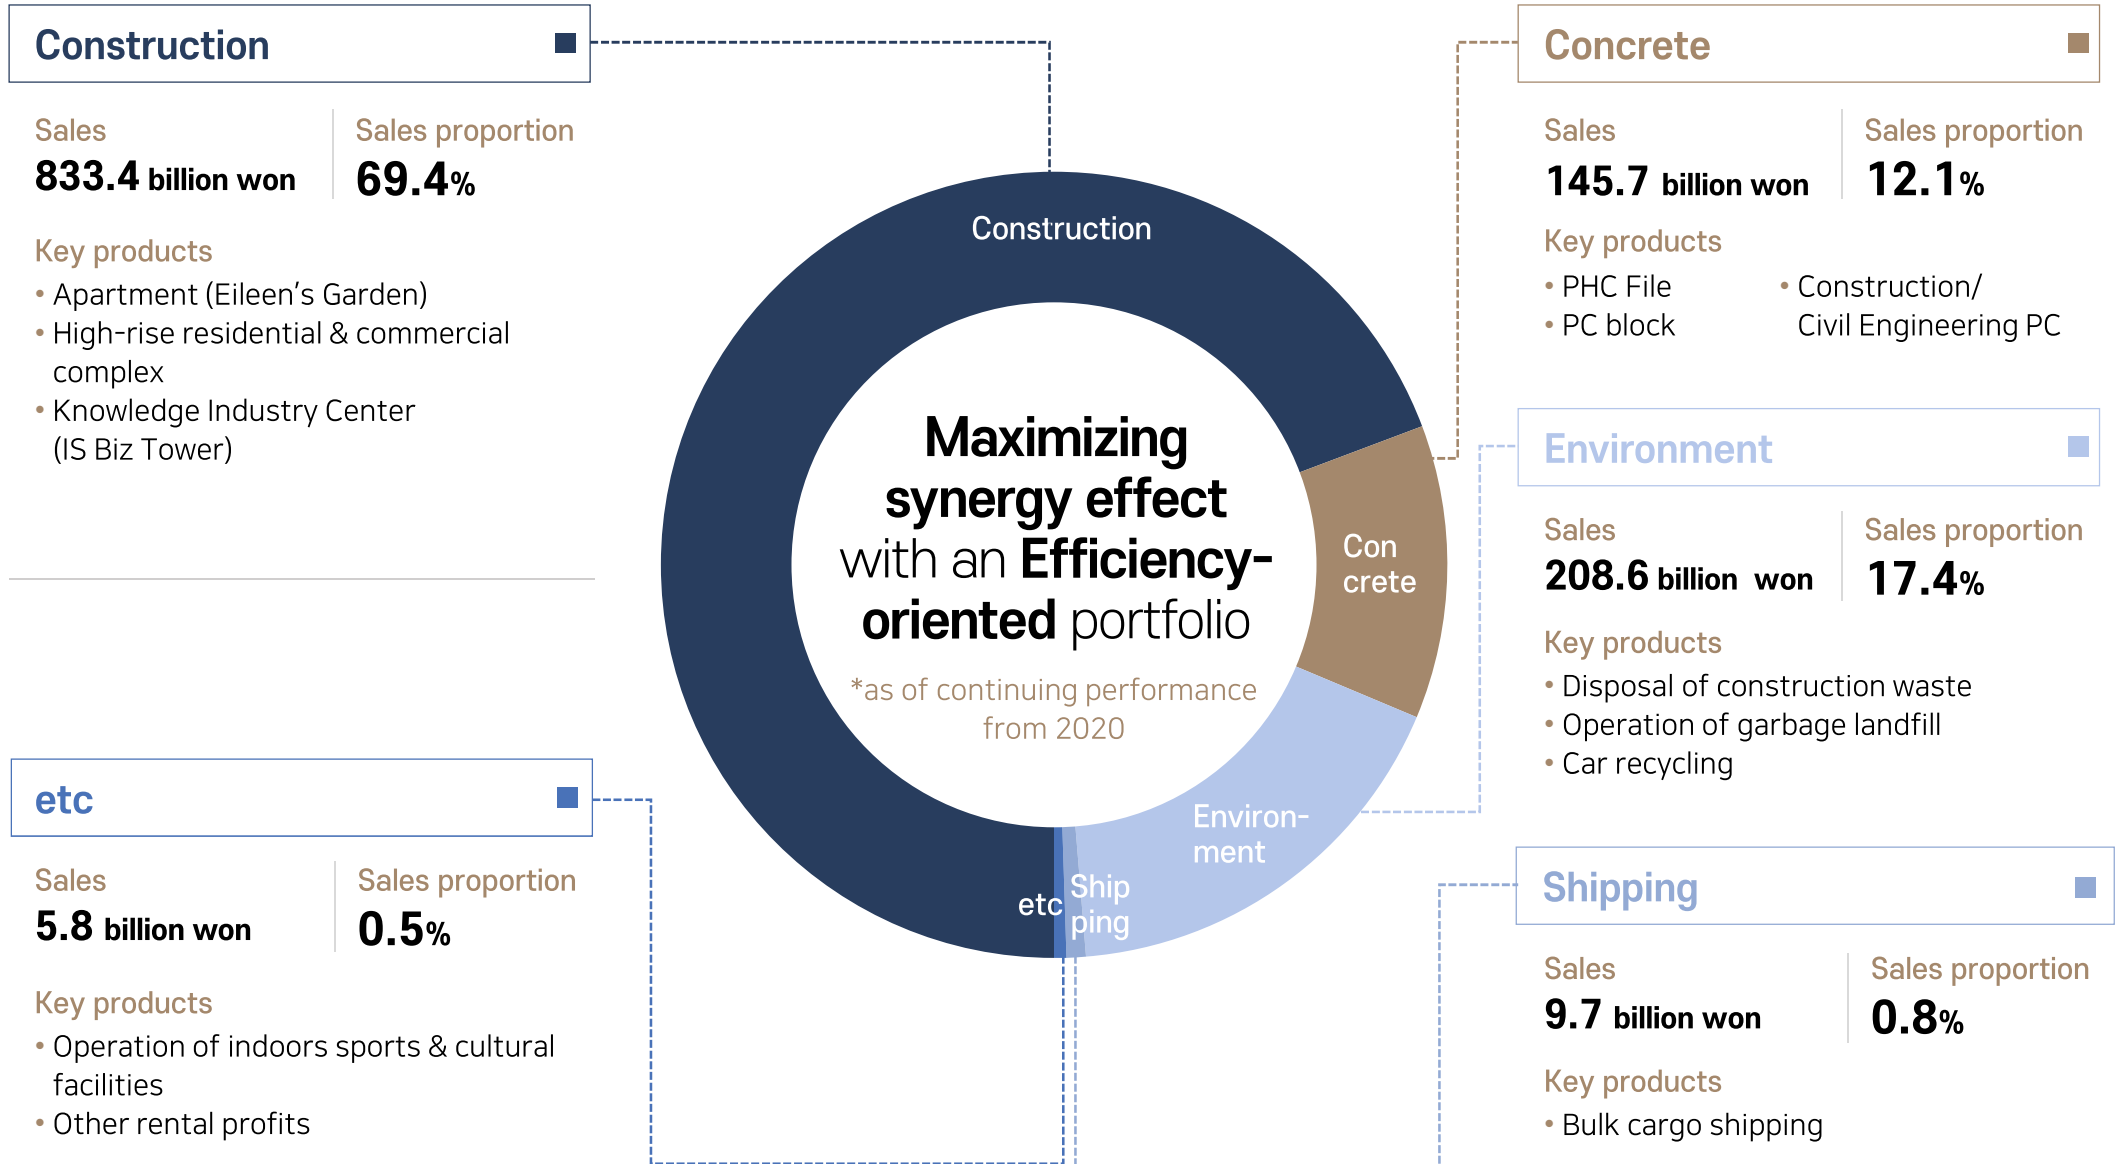 Construction
Sales
833.4 billion won
Sales proportion
69.4%
Key products
• Apartment (Eileen's Garden)
• High-rise residential & commercial
complex
• Knowledge Industry Center
(IS Biz Tower)
etc
Sales
5.8 billion won
Sales proportion
0.5%
Key products
• Operation of indoors sports & cultural
facilities
• Other rental profits
Construction
Con
crete
Environ-
ment
Ship
ping
etc
Maximizing
synergy effect
with an Efficiency-
oriented portfolio
*as of continuing performance
from 2020
Concrete
Sales
145.7 billion won
Sales proportion
12.1%
Key products
• PHC File
• PC block
• Construction/
Civil Engineering PC
Environment
Sales
208.6 billion won
Sales proportion
17.4%
Key products
• Disposal of construction waste
• Operation of garbage landfill
• Car recycling
Shipping
Sales
9.7 billion won
Sales proportion
0.8%
Key products
• Bulk cargo shipping